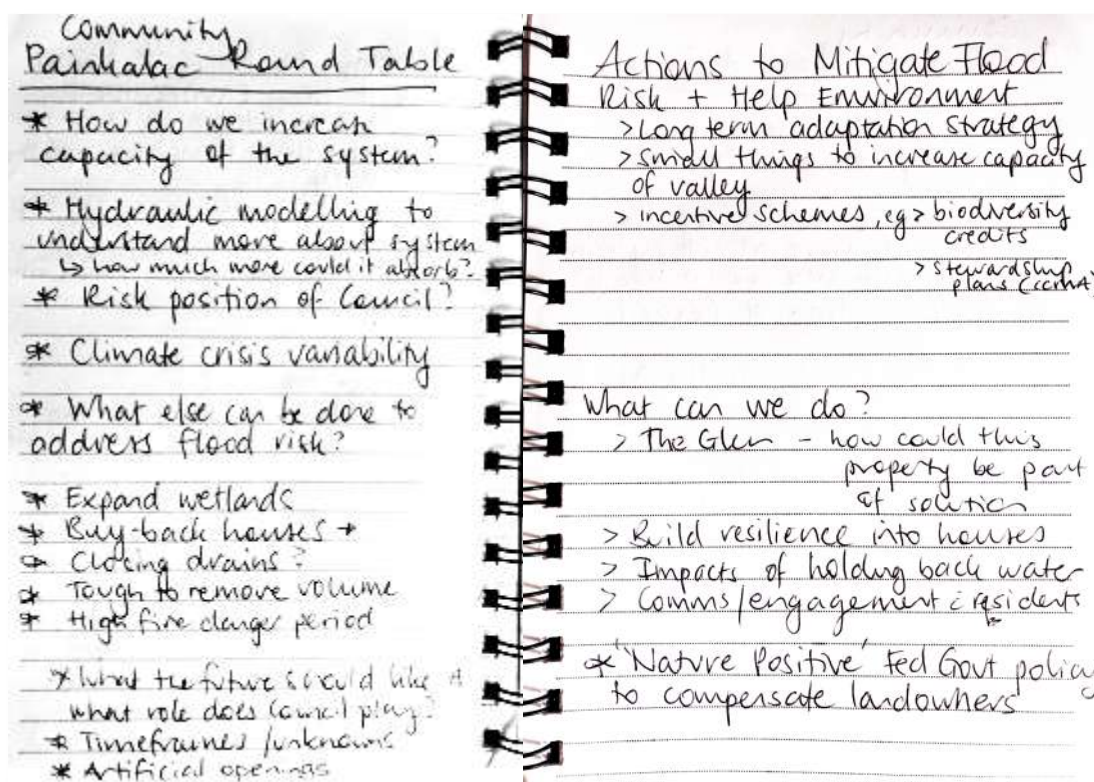 Community
Painkalac Round Table
* How do we increase
capacity of the system?
* Hydraulic modelling to
understand more about system
↳ how much more could it absorb?
* Risk position of Council?
* Climate crisis variability
* What else can be done to
address flood risk?
* Expand wetlands
* Buy-back houses *
* Closing drains?
* Tough to remove volume
* High fire danger period
* What the future should like
what role does Council play?
* Timeframes/unknowns
* Artificial openings
Actions to Mitigate Flood
Risk + Help Environment
> Long term adaptation strategy
> Small things to increase capacity
of valley
> incentive schemes, eg > biodiversity
credits
> stewardship
plans (CCMA)
What can we do?
> The Glen - how could this
property be part
of solution
> Build resilience into houses
> Impacts of holding back water
> Comms/engagement c̄ residents
* 'Nature Positive' Fed Govt policy
to compensate landowners